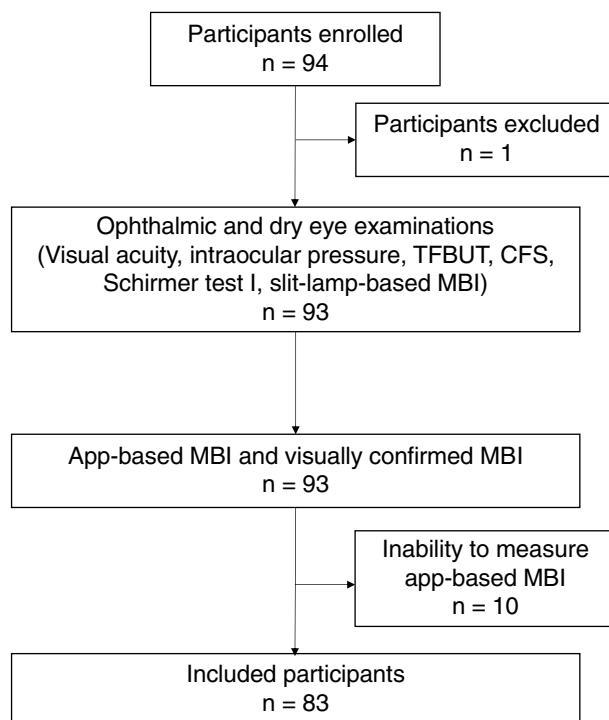 Participants enrolled
n = 94
Participants excluded
n = 1
Ophthalmic and dry eye examinations
(Visual acuity, intraocular pressure, TFBUT, CFS,
Schirmer test I, slit-lamp-based MBI)
n = 93
App-based MBI and visually confirmed MBI
n = 93
Inability to measure
app-based MBI
n = 10
Included participants
n = 83